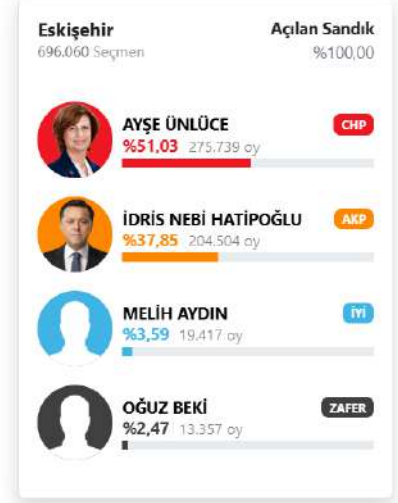 Eskişehir Açılan Sandık
696.060 Seçmen %100,00
AYŞE ÜNLÜCE CHP
%51,03 275.739 oy
İDRİS NEBİ HATİPOĞLU AKP
%37,85 204.504 oy
MELİH AYDIN İYİ
%3,59 19.417 oy
OĞUZ BEKİ ZAFER
%2,47 13.357 oy